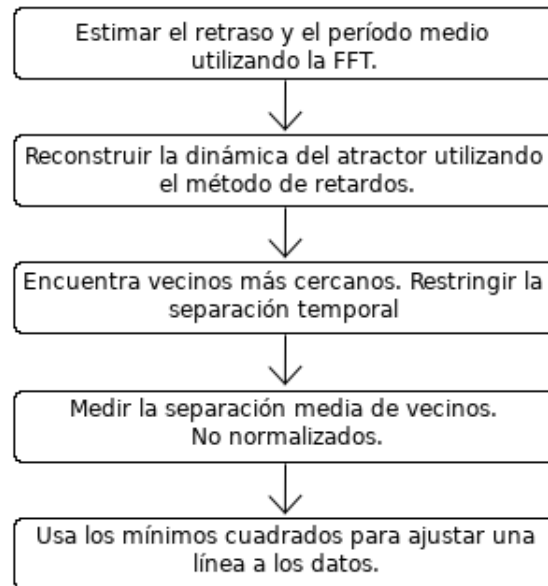 Estimar el retraso y el período medio
utilizando la FFT.
Reconstruir la dinámica del atractor utilizando
el método de retardos.
Encuentra vecinos más cercanos. Restringir la
separación temporal
Medir la separación media de vecinos.
No normalizados.
Usa los mínimos cuadrados para ajustar una
línea a los datos.